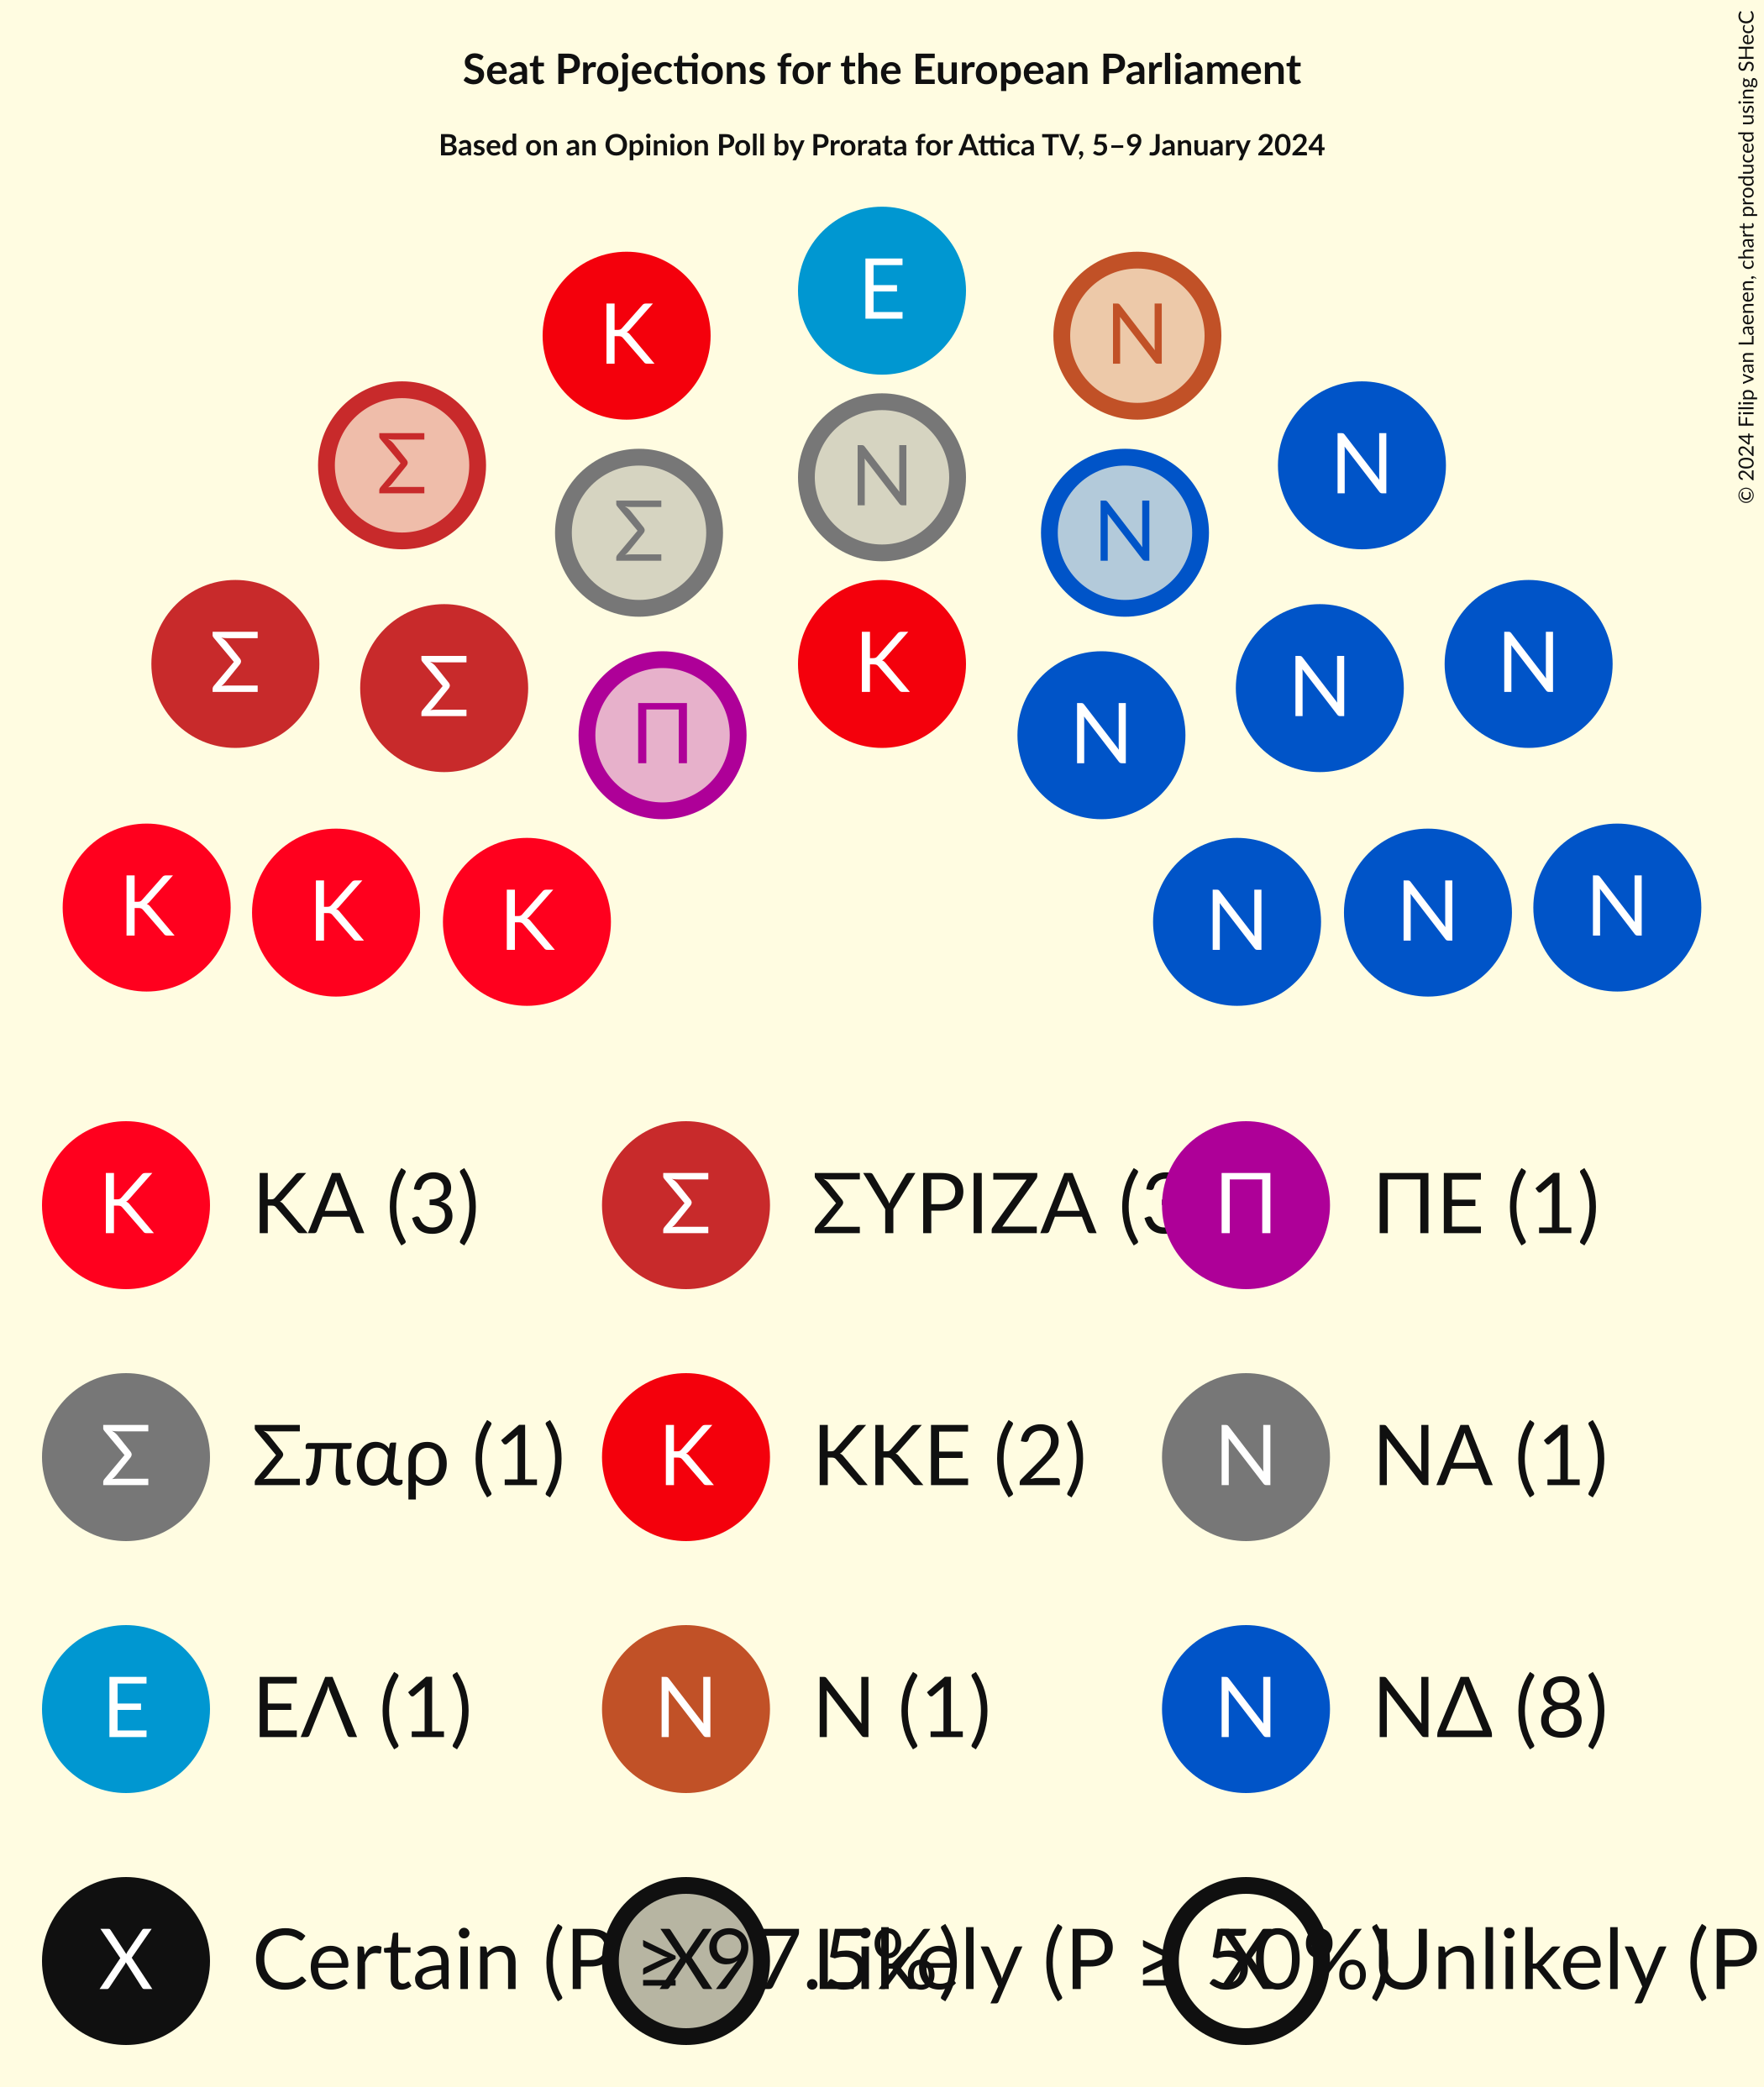 Seat Projections for the European Parliament
Based on an Opinion Poll by Prorata for Attica TV, 5–9 January 2024
© 2024 Filip van Laenen, chart produced using SHecC
Ε
Κ Ν
Ν
Σ Ν
Σ Ν
Σ Κ Ν
Σ Π Ν Ν
Κ Κ Κ Ν Ν Ν
Κ ΚΑ (3) Σ ΣΥΡΙΖΑ (3 Π ΠΕ (1)
Σ Σπαρ (1) Κ ΚΚΕ (2) Ν ΝΑ (1)
Ε ΕΛ (1) Ν Ν (1) Ν ΝΔ (8)
X Certain (P ≥ 97.5%) X Likely (P ≥ 50%) X Unlikely (P